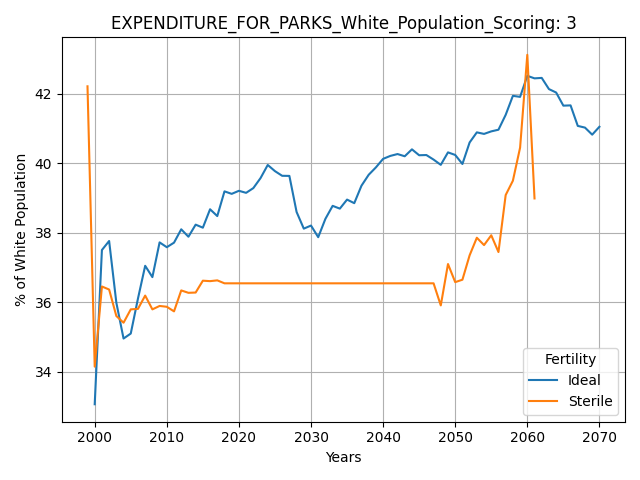 EXPENDITURE_FOR_PARKS_White_Population_Scoring: 3
% of White Population
42
40
38
36
34
Fertility
Ideal
Sterile
2000 2010 2020 2030 2040 2050 2060 2070
Years